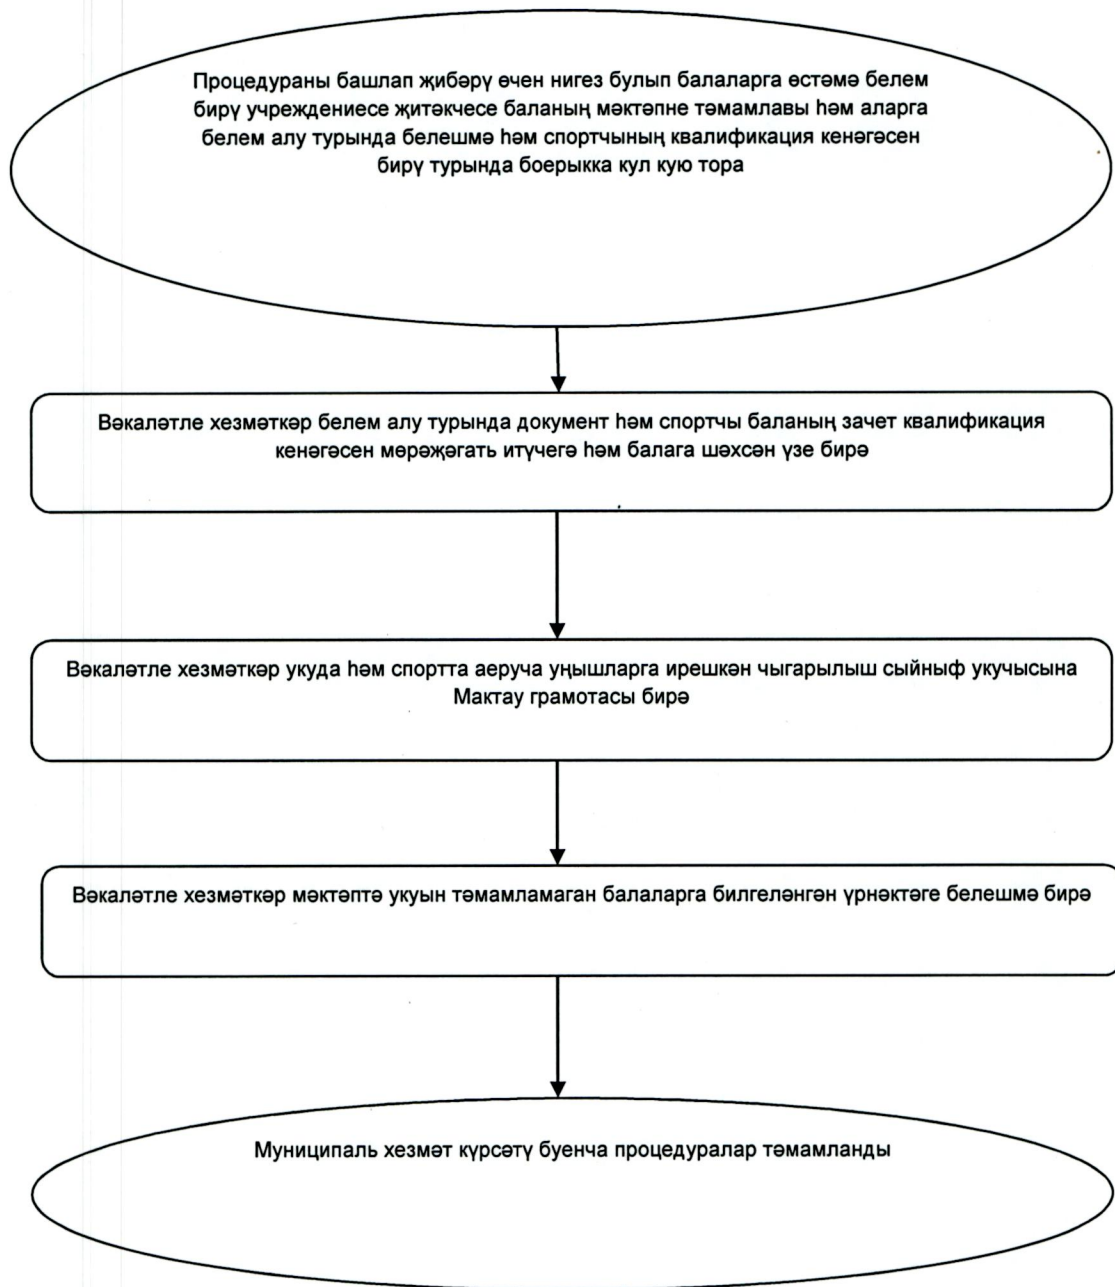 Процедураны башлап җибәрү өчен нигез булып балаларга өстәмә белем
бирү учреждениесе җитәкчесе баланың мәктәпне тәмамлавы һәм аларга
белем алу турында белешмә һәм спортчының квалификация кенәгәсен
бирү турында боерыкка кул кую тора
Вәкаләтле хезмәткәр белем алу турында документ һәм спортчы баланың зачет квалификация
кенәгәсен мөрәҗәгать итүчегә һәм балага шәхсән үзе бирә
Вәкаләтле хезмәткәр укуда һәм спортта аеруча уңышларга ирешкән чыгарылыш сыйныф укучысына
Мактау грамотасы бирә
Вәкаләтле хезмәткәр мәктәптә укуын тәмамламаган балаларга билгеләнгән үрнәктәге белешмә бирә
Муниципаль хезмәт күрсәтү буенча процедуралар тәмамланды